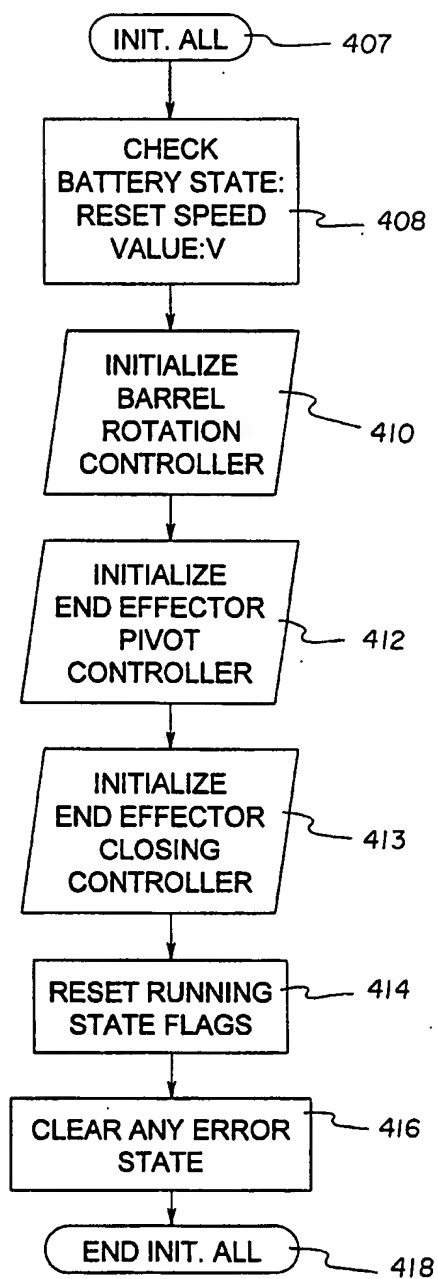 INIT. ALL
407
CHECK
BATTERY STATE:
RESET SPEED
VALUE:V
408
INITIALIZE
BARREL
ROTATION
CONTROLLER
410
INITIALIZE
END EFFECTOR
PIVOT
CONTROLLER
412
INITIALIZE
END EFFECTOR
CLOSING
CONTROLLER
413
RESET RUNNING
STATE FLAGS
414
CLEAR ANY ERROR
STATE
416
END INIT. ALL
418